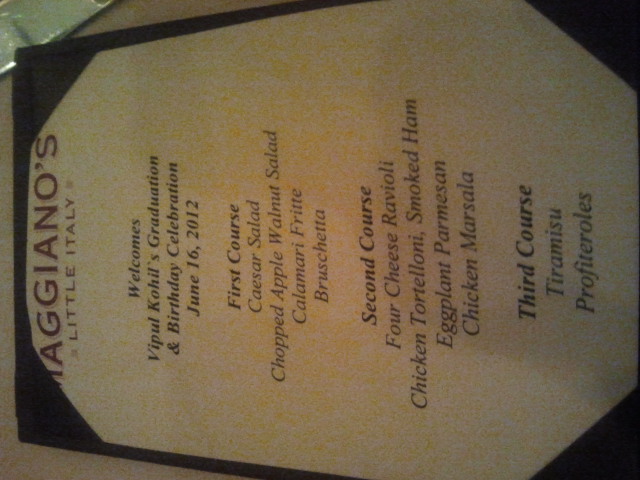 MAGGIANO'S
LITTLE ITALY
Welcomes
Vipul Kohil's Graduation
& Birthday Celebration
June 16, 2012
First Course
Caesar Salad
Chopped Apple Walnut Salad
Calamari Fritte
Bruschetta
Second Course
Four Cheese Ravioli
Chicken Tortelloni, Smoked Ham
Eggplant Parmesan
Chicken Marsala
Third Course
Tiramisu
Profiteroles